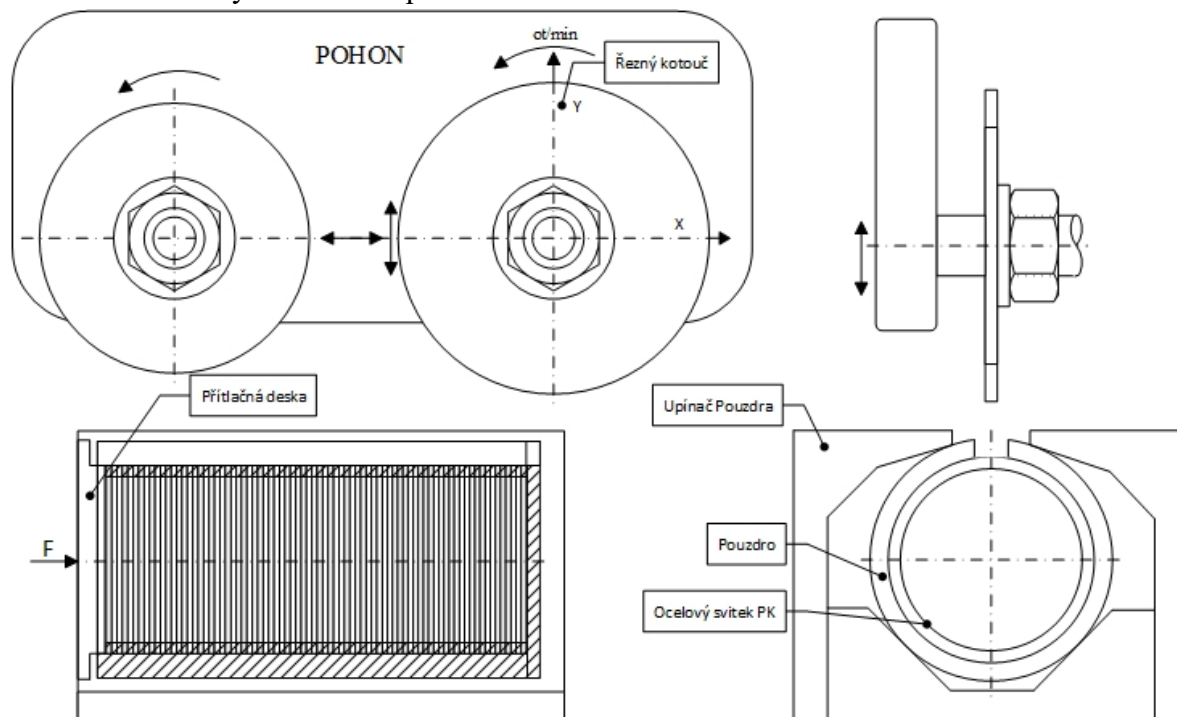 POHON
ot/min
Řezný kotouč
Y
X
Přítlačná deska
Upínač Pouzdra
F
Pouzdro
Ocelový svitek PK